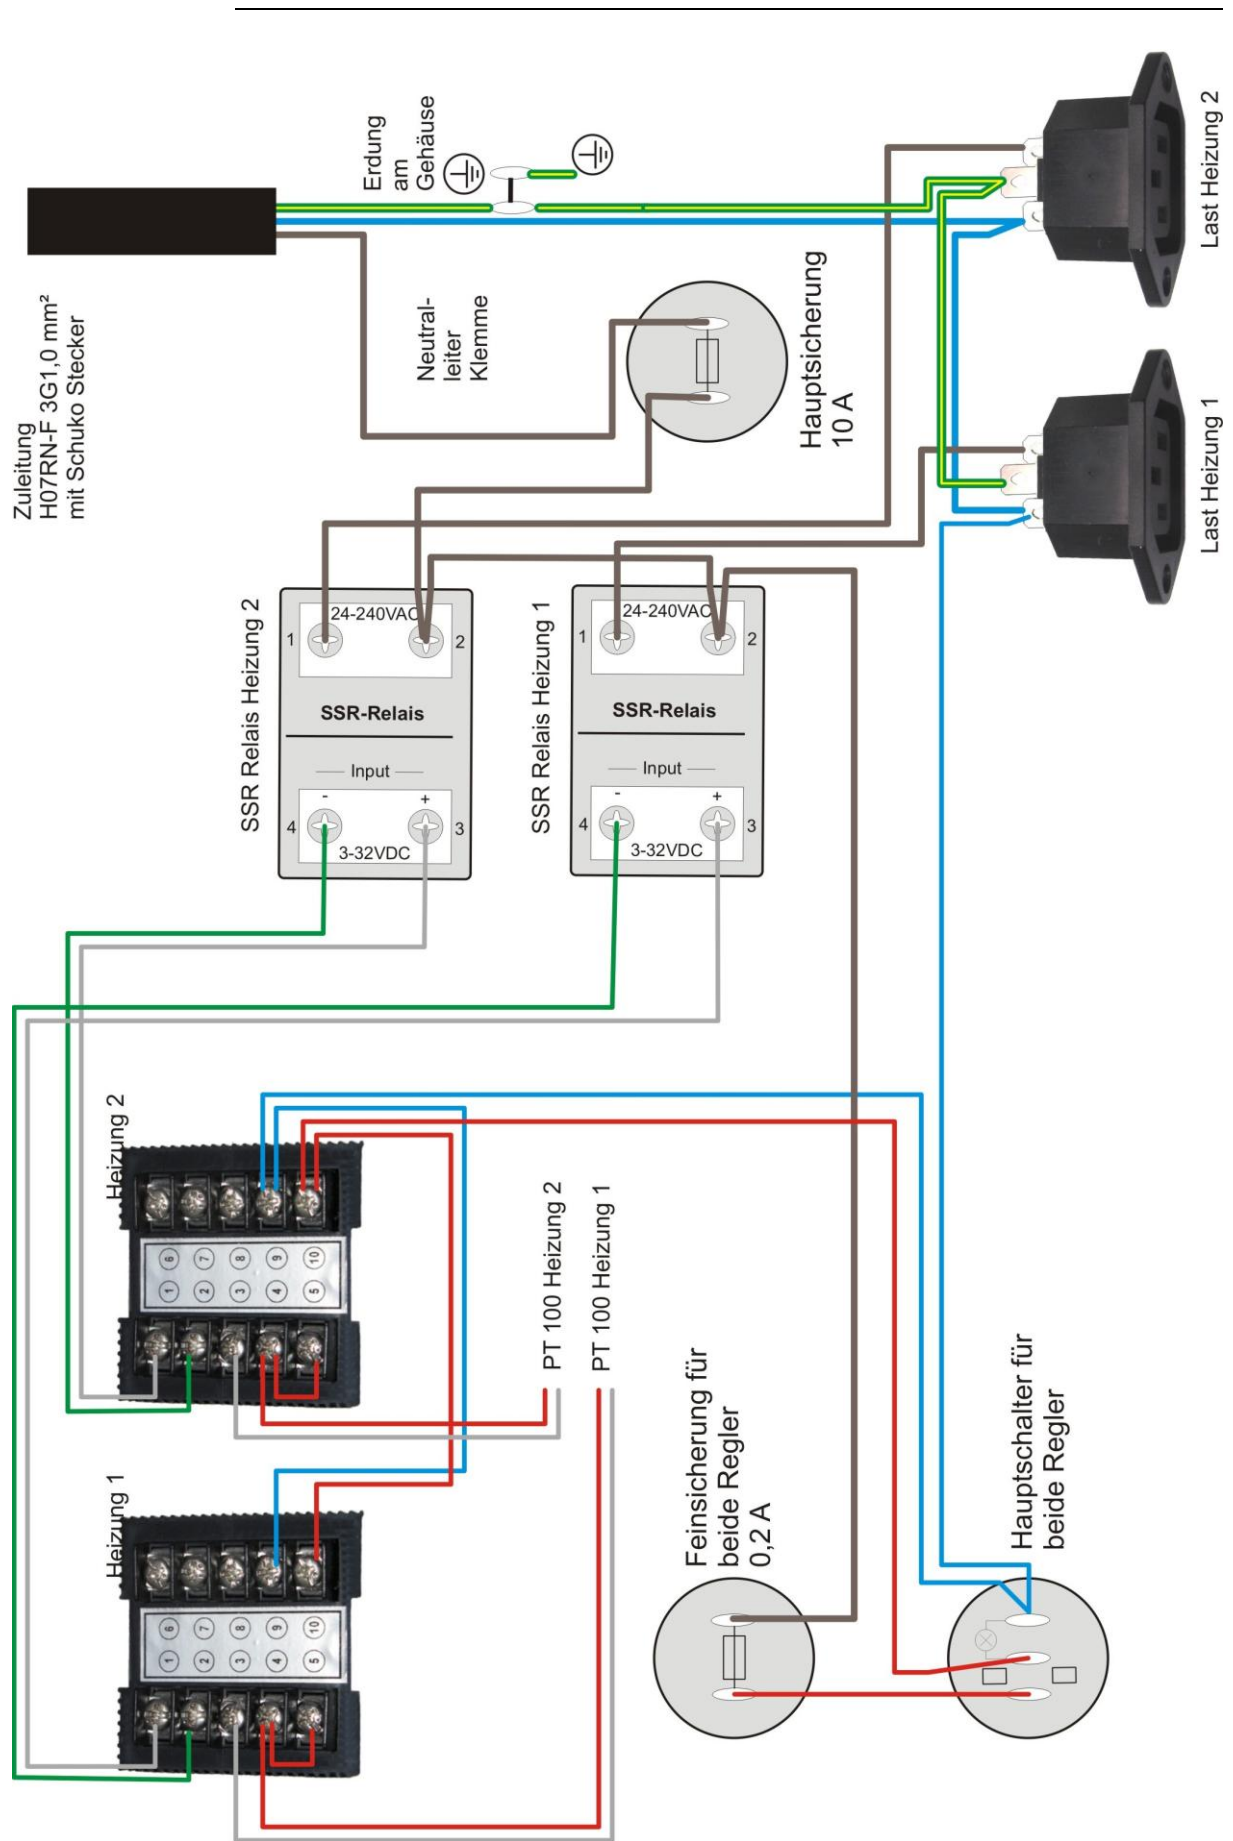 Zuleitung
H07RN-F 3G1,0 mm²
mit Schuko Stecker
Erdung
am
Gehäuse
Neutral-
leiter
Klemme
Hauptsicherung
10 A
Last Heizung 2
Last Heizung 1
SSR Relais Heizung 2
24-240VAC
1
2
SSR-Relais
Input
-
+
4
3
3-32VDC
SSR Relais Heizung 1
24-240VAC
1
2
SSR-Relais
Input
-
+
4
3
3-32VDC
Heizung 2
6 7 8 9 10
1 2 3 4 5
PT 100 Heizung 2
PT 100 Heizung 1
Heizung 1
6 7 8 9 10
1 2 3 4 5
Feinsicherung für
beide Regler
0,2 A
Hauptschalter für
beide Regler